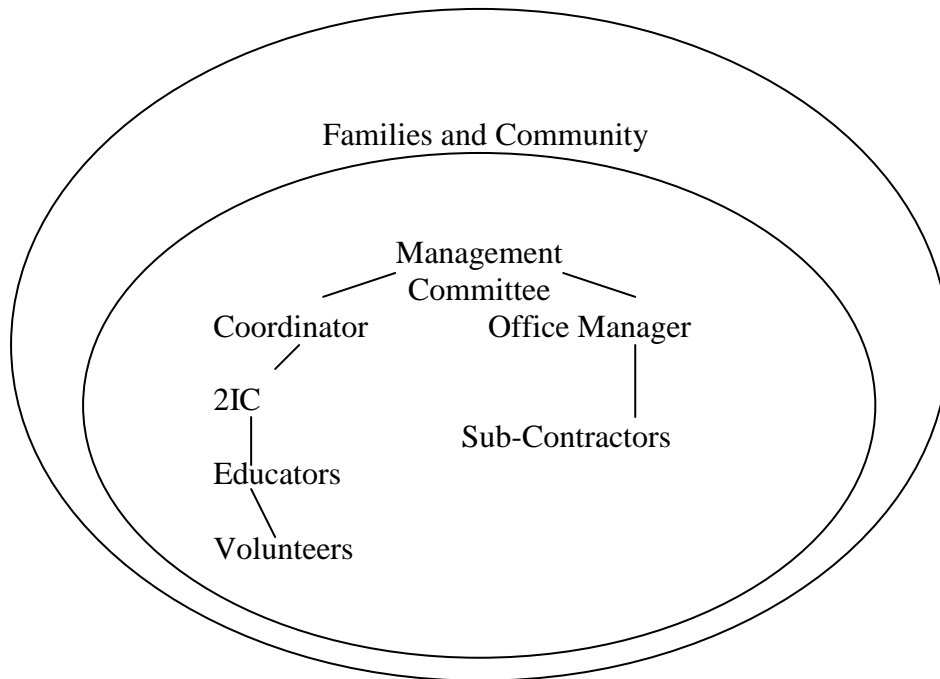 Families and Community
Management
Committee
Coordinator
Office Manager
2IC
Sub-Contractors
Educators
Volunteers